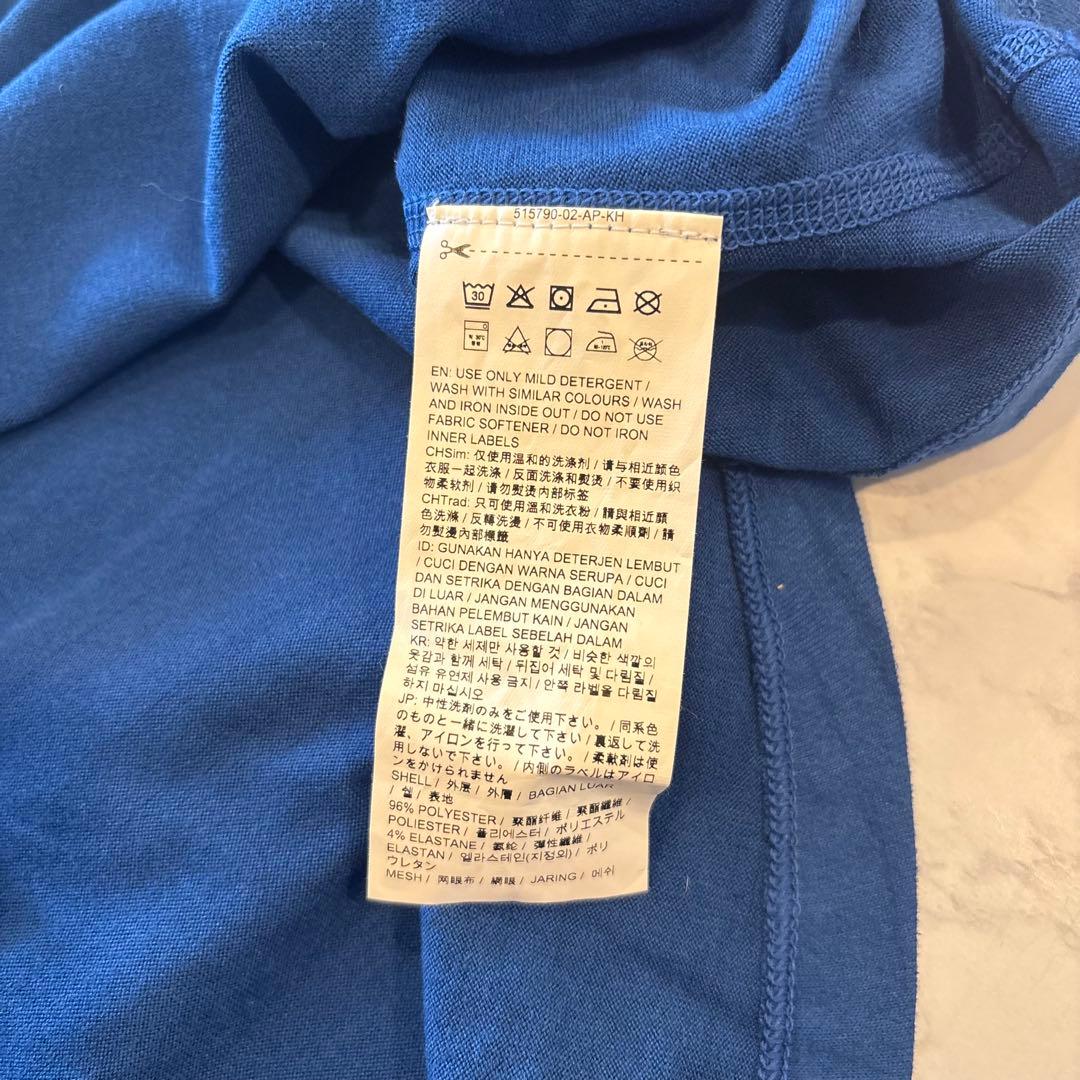 515790-02-AP-KH
30
EN: USE ONLY MILD DETERGENT /
WASH WITH SIMILAR COLOURS / WASH
AND IRON INSIDE OUT / DO NOT USE
FABRIC SOFTENER / DO NOT IRON
INNER LABELS
CHSim: 仅使用温和的洗涤剂 / 请与相近颜色
衣服一起洗涤 / 反面洗涤和熨烫 / 不要使用织
物柔软剂 / 请勿熨烫内部标签
CHTrad: 只可使用溫和洗衣粉 / 請與相近顏
色洗滌 / 反轉洗燙 / 不可使用衣物柔順劑 / 請
勿熨燙內部標籤
ID: GUNAKAN HANYA DETERJEN LEMBUT
/ CUCI DENGAN WARNA SERUPA / CUCI
DAN SETRIKA DENGAN BAGIAN DALAM
DI LUAR / JANGAN MENGGUNAKAN
BAHAN PELEMBUT KAIN / JANGAN
SETRIKA LABEL SEBELAH DALAM
KR: 약한 세제만 사용할 것 / 비슷한 색깔의
옷감과 함께 세탁 / 뒤집어 세탁 및 다림질 /
섬유 유연제 사용 금지 / 안쪽 라벨을 다림질
하지 마십시오
JP: 中性洗剤のみをご使用下さい。 / 同系色
のものと一緒に洗濯して下さい / 裏返して洗
濯、アイロンを行って下さい。 / 柔軟剤は使
用しないで下さい。 / 内側のラベルはアイロ
ンをかけられません
SHELL / 外层 / 外層 / BAGIAN LUAR
/ 쉘 / 表地
96% POLYESTER / 聚酯纤维 / 聚酯纖維 /
POLIESTER / 폴리에스터 / ポリエステル
4% ELASTANE / 氨纶 / 彈性纖維 /
ELASTAN / 엘라스테인(지정외) / ポリ
ウレタン
MESH / 网眼布 / 網眼 / JARING / 메쉬